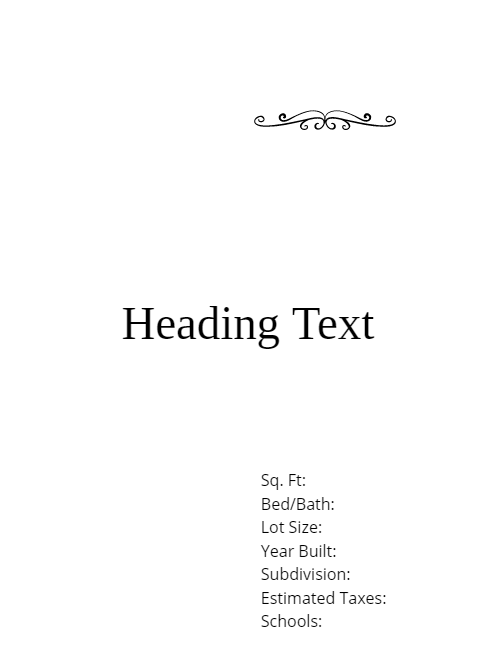 Heading Text
Sq. Ft:
Bed/Bath:
Lot Size:
Year Built:
Subdivision:
Estimated Taxes:
Schools: